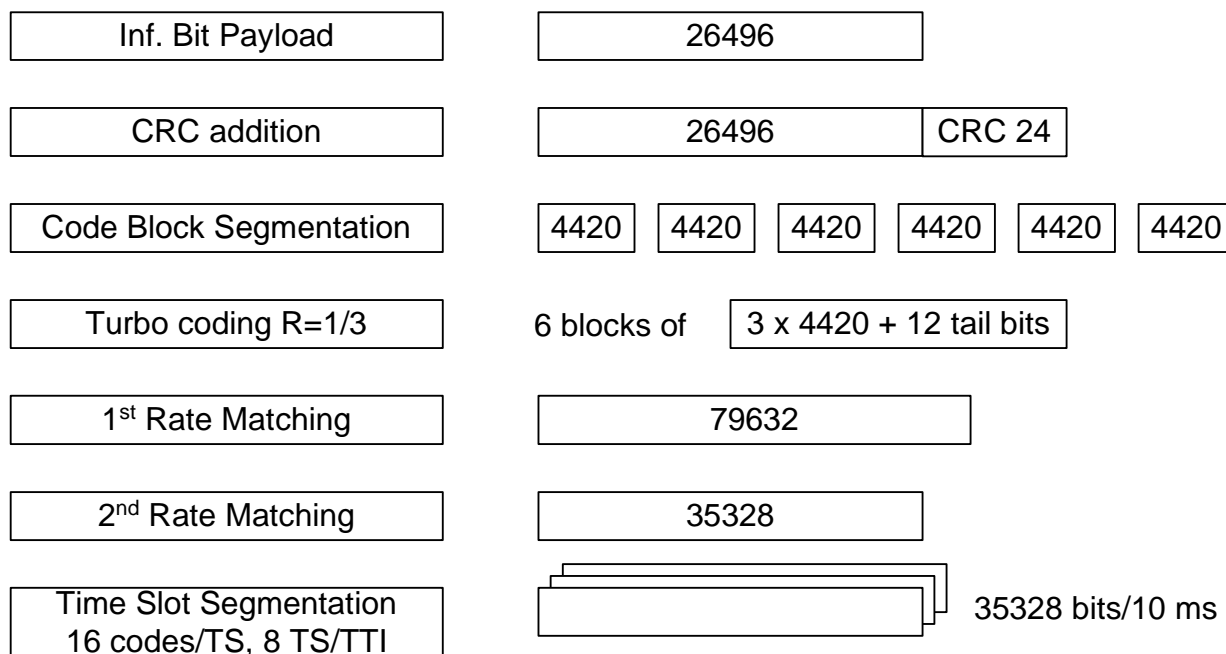 Inf. Bit Payload 26496
CRC addition 26496 CRC 24
Code Block Segmentation 4420 4420 4420 4420 4420 4420
Turbo coding R=1/3 6 blocks of 3 x 4420 + 12 tail bits
1st Rate Matching 79632
2nd Rate Matching 35328
Time Slot Segmentation
16 codes/TS, 8 TS/TTI
35328 bits/10 ms